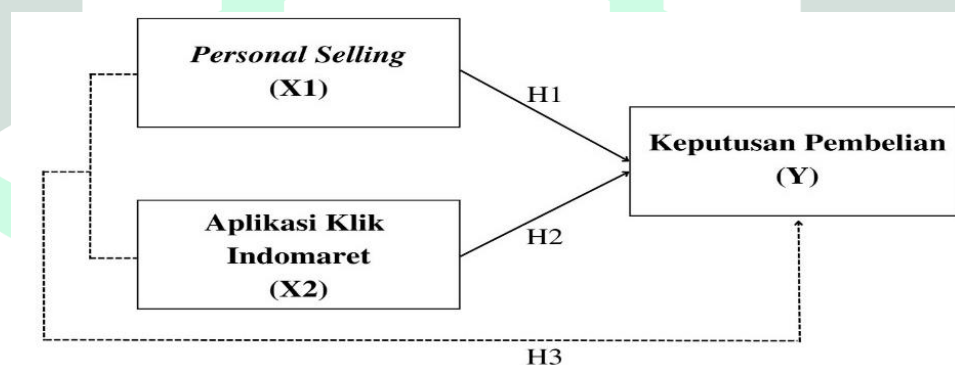 Personal Selling
(X1)
H1
Keputusan Pembelian
(Y)
Aplikasi Klik
Indomaret
(X2)
H2
H3